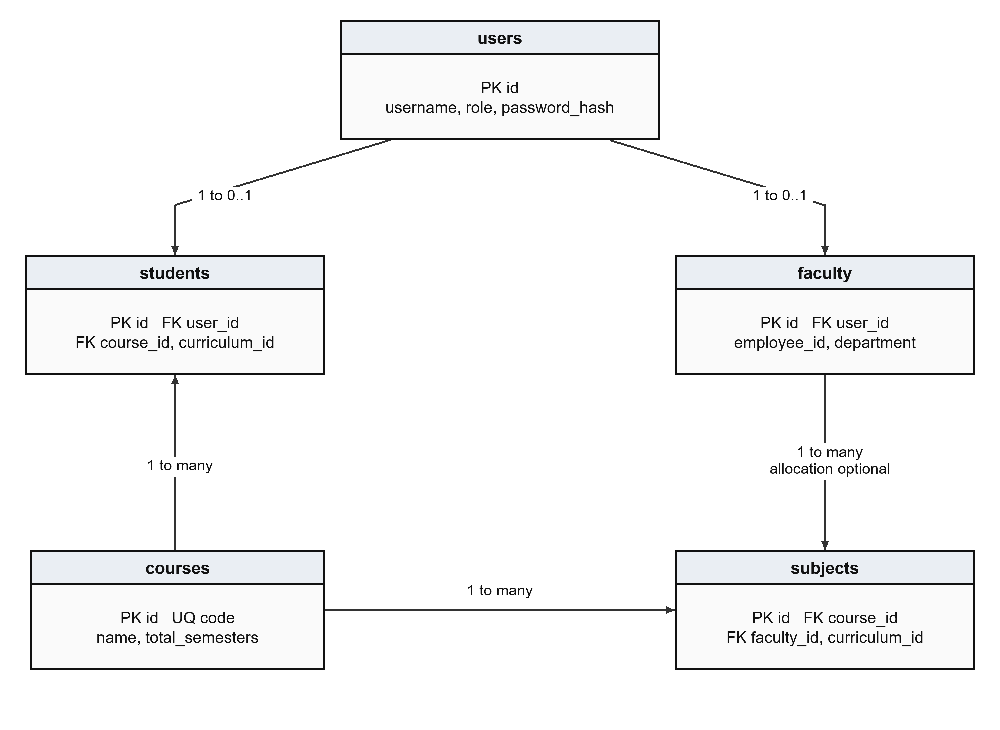 users
PK id
username, role, password_hash
1 to 0..1
1 to 0..1
students
PK id   FK user_id
FK course_id, curriculum_id
faculty
PK id   FK user_id
employee_id, department
1 to many
1 to many
allocation optional
courses
PK id   UQ code
name, total_semesters
1 to many
subjects
PK id   FK course_id
FK faculty_id, curriculum_id